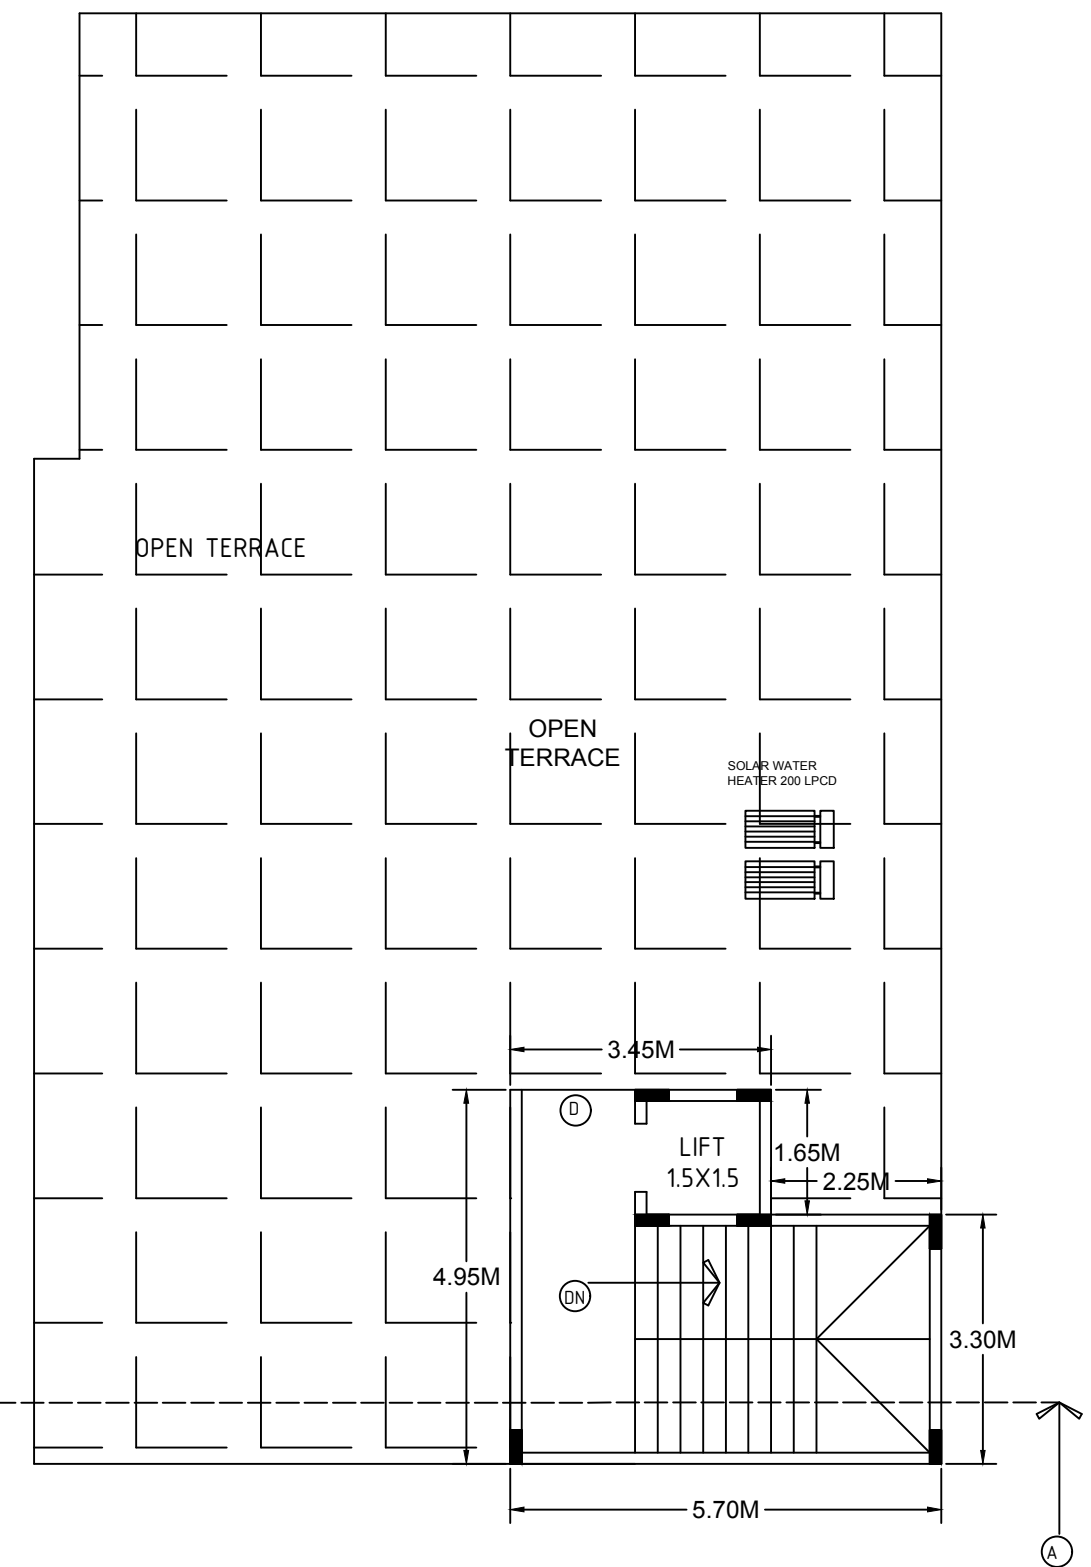 OPEN TERRACE
OPEN
TERRACE
SOLAR WATER
HEATER 200 LPCD
3.45M
D
LIFT
1.5X1.5
1.65M
2.25M
4.95M
DN
3.30M
5.70M
A